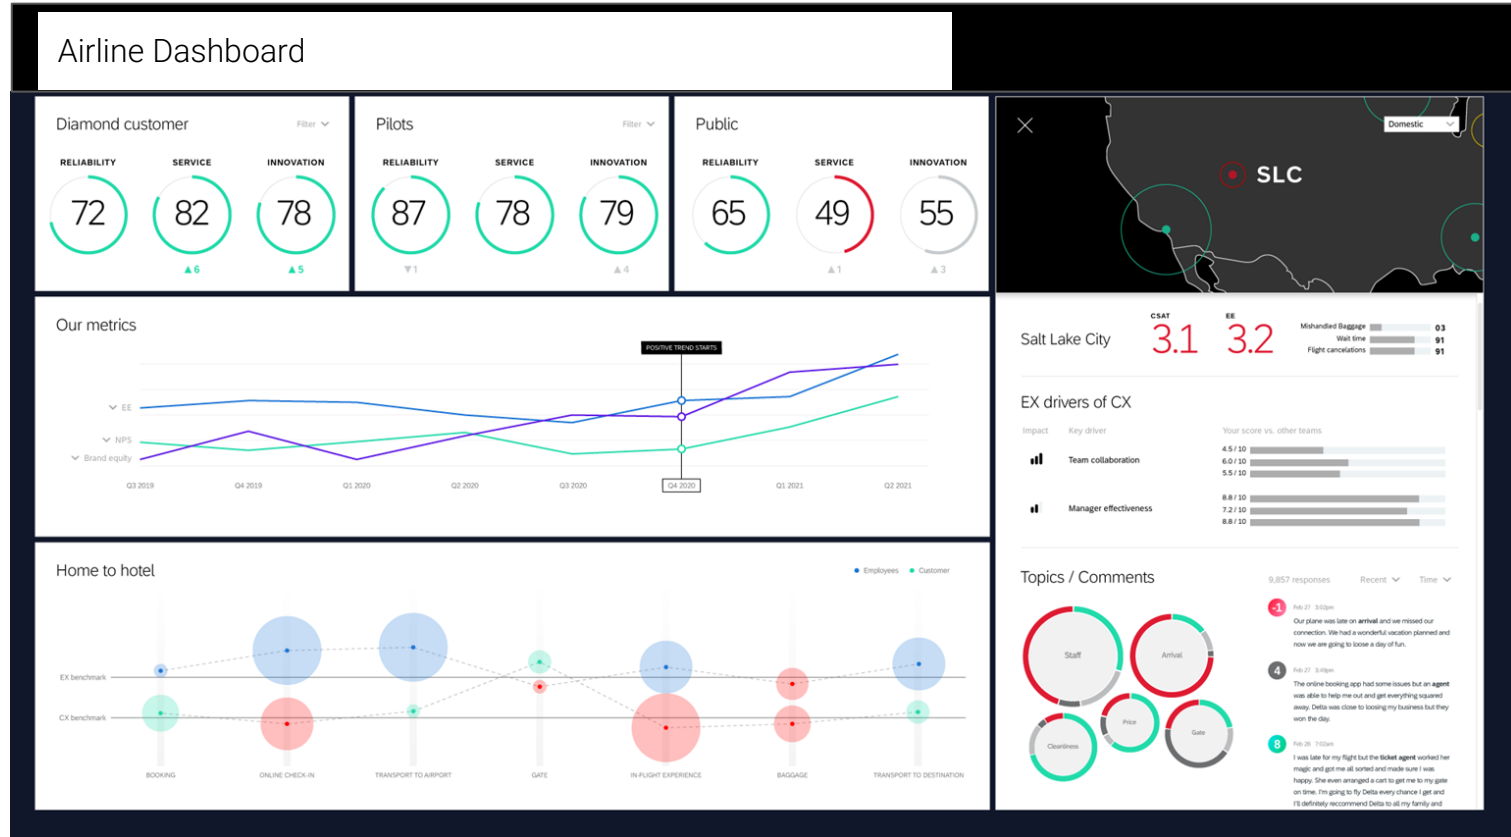 Airline Dashboard
Diamond customer
Filter
RELIABILITY
SERVICE
INNOVATION
72
82
78
▲6
▲5
Pilots
Filter
RELIABILITY
SERVICE
INNOVATION
87
78
79
▼1
▲4
Public
RELIABILITY
SERVICE
INNOVATION
65
49
55
▲1
▲3
Our metrics
POSITIVE TREND STARTS
EE
NPS
Brand equity
Q3 2019
Q4 2019
Q1 2020
Q2 2020
Q3 2020
Q4 2020
Q1 2021
Q2 2021
Home to hotel
Employees
Customer
EX benchmark
CX benchmark
BOOKING
ONLINE CHECK-IN
TRANSPORT TO AIRPORT
GATE
IN-FLIGHT EXPERIENCE
BAGGAGE
TRANSPORT TO DESTINATION
Domestic
SLC
Salt Lake City
CSAT
3.1
EE
3.2
Mishandled Baggage 03
Wait time 91
Flight cancelations 91
EX drivers of CX
Impact
Key driver
Your score vs. other teams
Team collaboration
4.5 / 10
6.0 / 10
5.5 / 10
Manager effectiveness
8.8 / 10
7.2 / 10
8.8 / 10
Topics / Comments
9,857 responses
Recent
Time
Staff
Arrival
Price
Gate
Cleanliness
-1
Feb 27 3:02pm
Our plane was late on arrival and we missed our
connection. We had a wonderful vacation planned and
now we are going to loose a day of fun.
4
Feb 27
The online booking app had some issues but an agent
was able to help me out and get everything squared
away. Delta was close to loosing my business but they
won the day.
8
Feb 28 7:02am
I was late for my flight but the ticket agent worked her
magic and got me all sorted and made sure I was
happy. She even arranged a cart to get me to my gate
on time. I'm going to fly Delta every chance I get and
I'll definitely reccommend Delta to all my family and